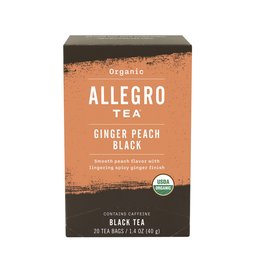 Organic
ALLEGRO
TEA
GINGER PEACH
BLACK
Smooth peach flavor with
lingering spicy ginger finish
USDA
ORGANIC
CONTAINS CAFFEINE
BLACK TEA
20 TEA BAGS / 1.4 OZ (40 g)